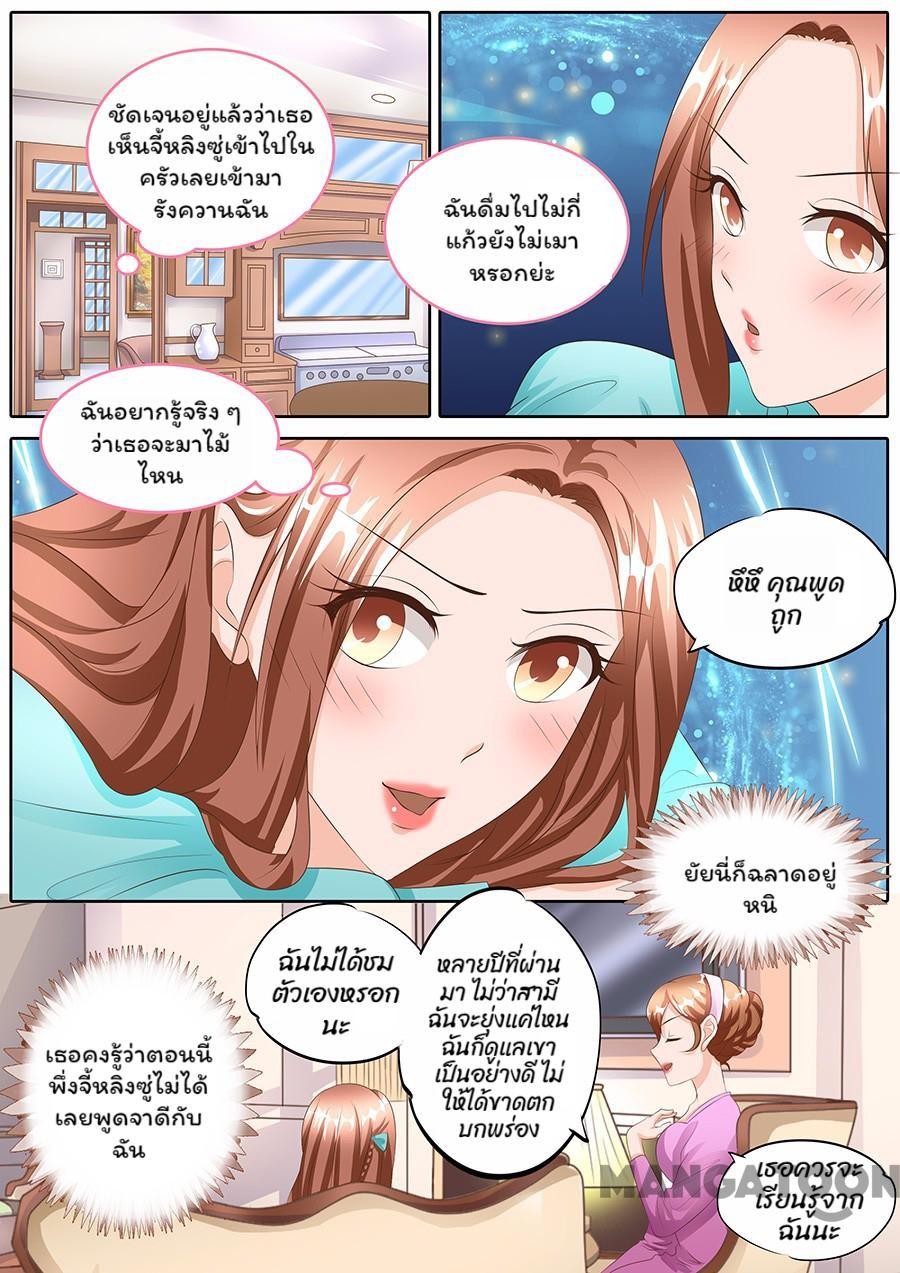 ชัดเจนอยู่แล้วว่าเธอ
เห็นจี้หลิงซู่เข้าไปใน
ครัวเลยเข้ามา
รังควานฉัน
ฉันดื่มไปไม่กี่
แก้วยังไม่เมา
หรอกย่ะ
ฉันอยากรู้จริง ๆ
ว่าเธอจะมาไม้
ไหน
หึหึ คุณพูด
ถูก
ยัยนี่ก็ฉลาดอยู่
หนิ
ฉันไม่ได้ชม
ตัวเองหรอก
นะ
หลายปีที่ผ่าน
มา ไม่ว่าสามี
ฉันจะยุ่งแค่ไหน
ฉันก็ดูแลเขา
เป็นอย่างดี ไม่
ให้ได้ขาดตก
บกพร่อง
เธอคงรู้ว่าตอนนี้
พึ่งจี้หลิงซู่ไม่ได้
เลยพูดจาดีกับ
ฉัน
เธอควรจะ
เรียนรู้จาก
ฉันนะ
MANGATOON